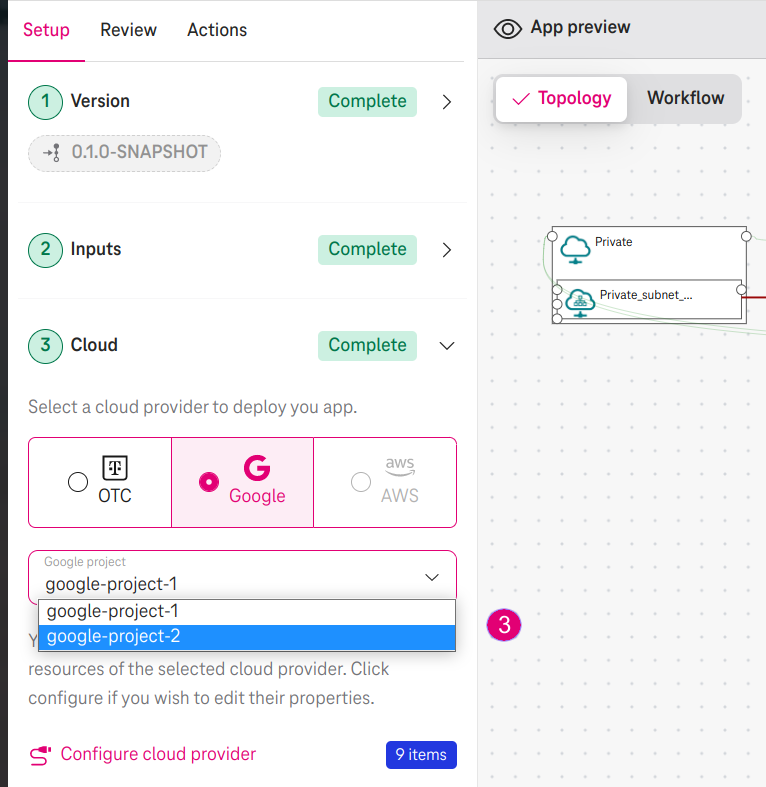 Setup Review Actions
App preview
1 Version Complete
0.1.0-SNAPSHOT
Topology Workflow
2 Inputs Complete
Private
Private_subnet_...
3 Cloud Complete
Select a cloud provider to deploy you app.
OTC
Google
aws
AWS
Google project
google-project-1
google-project-1
google-project-2
3
resources of the selected cloud provider. Click
configure if you wish to edit their properties.
Configure cloud provider 9 items